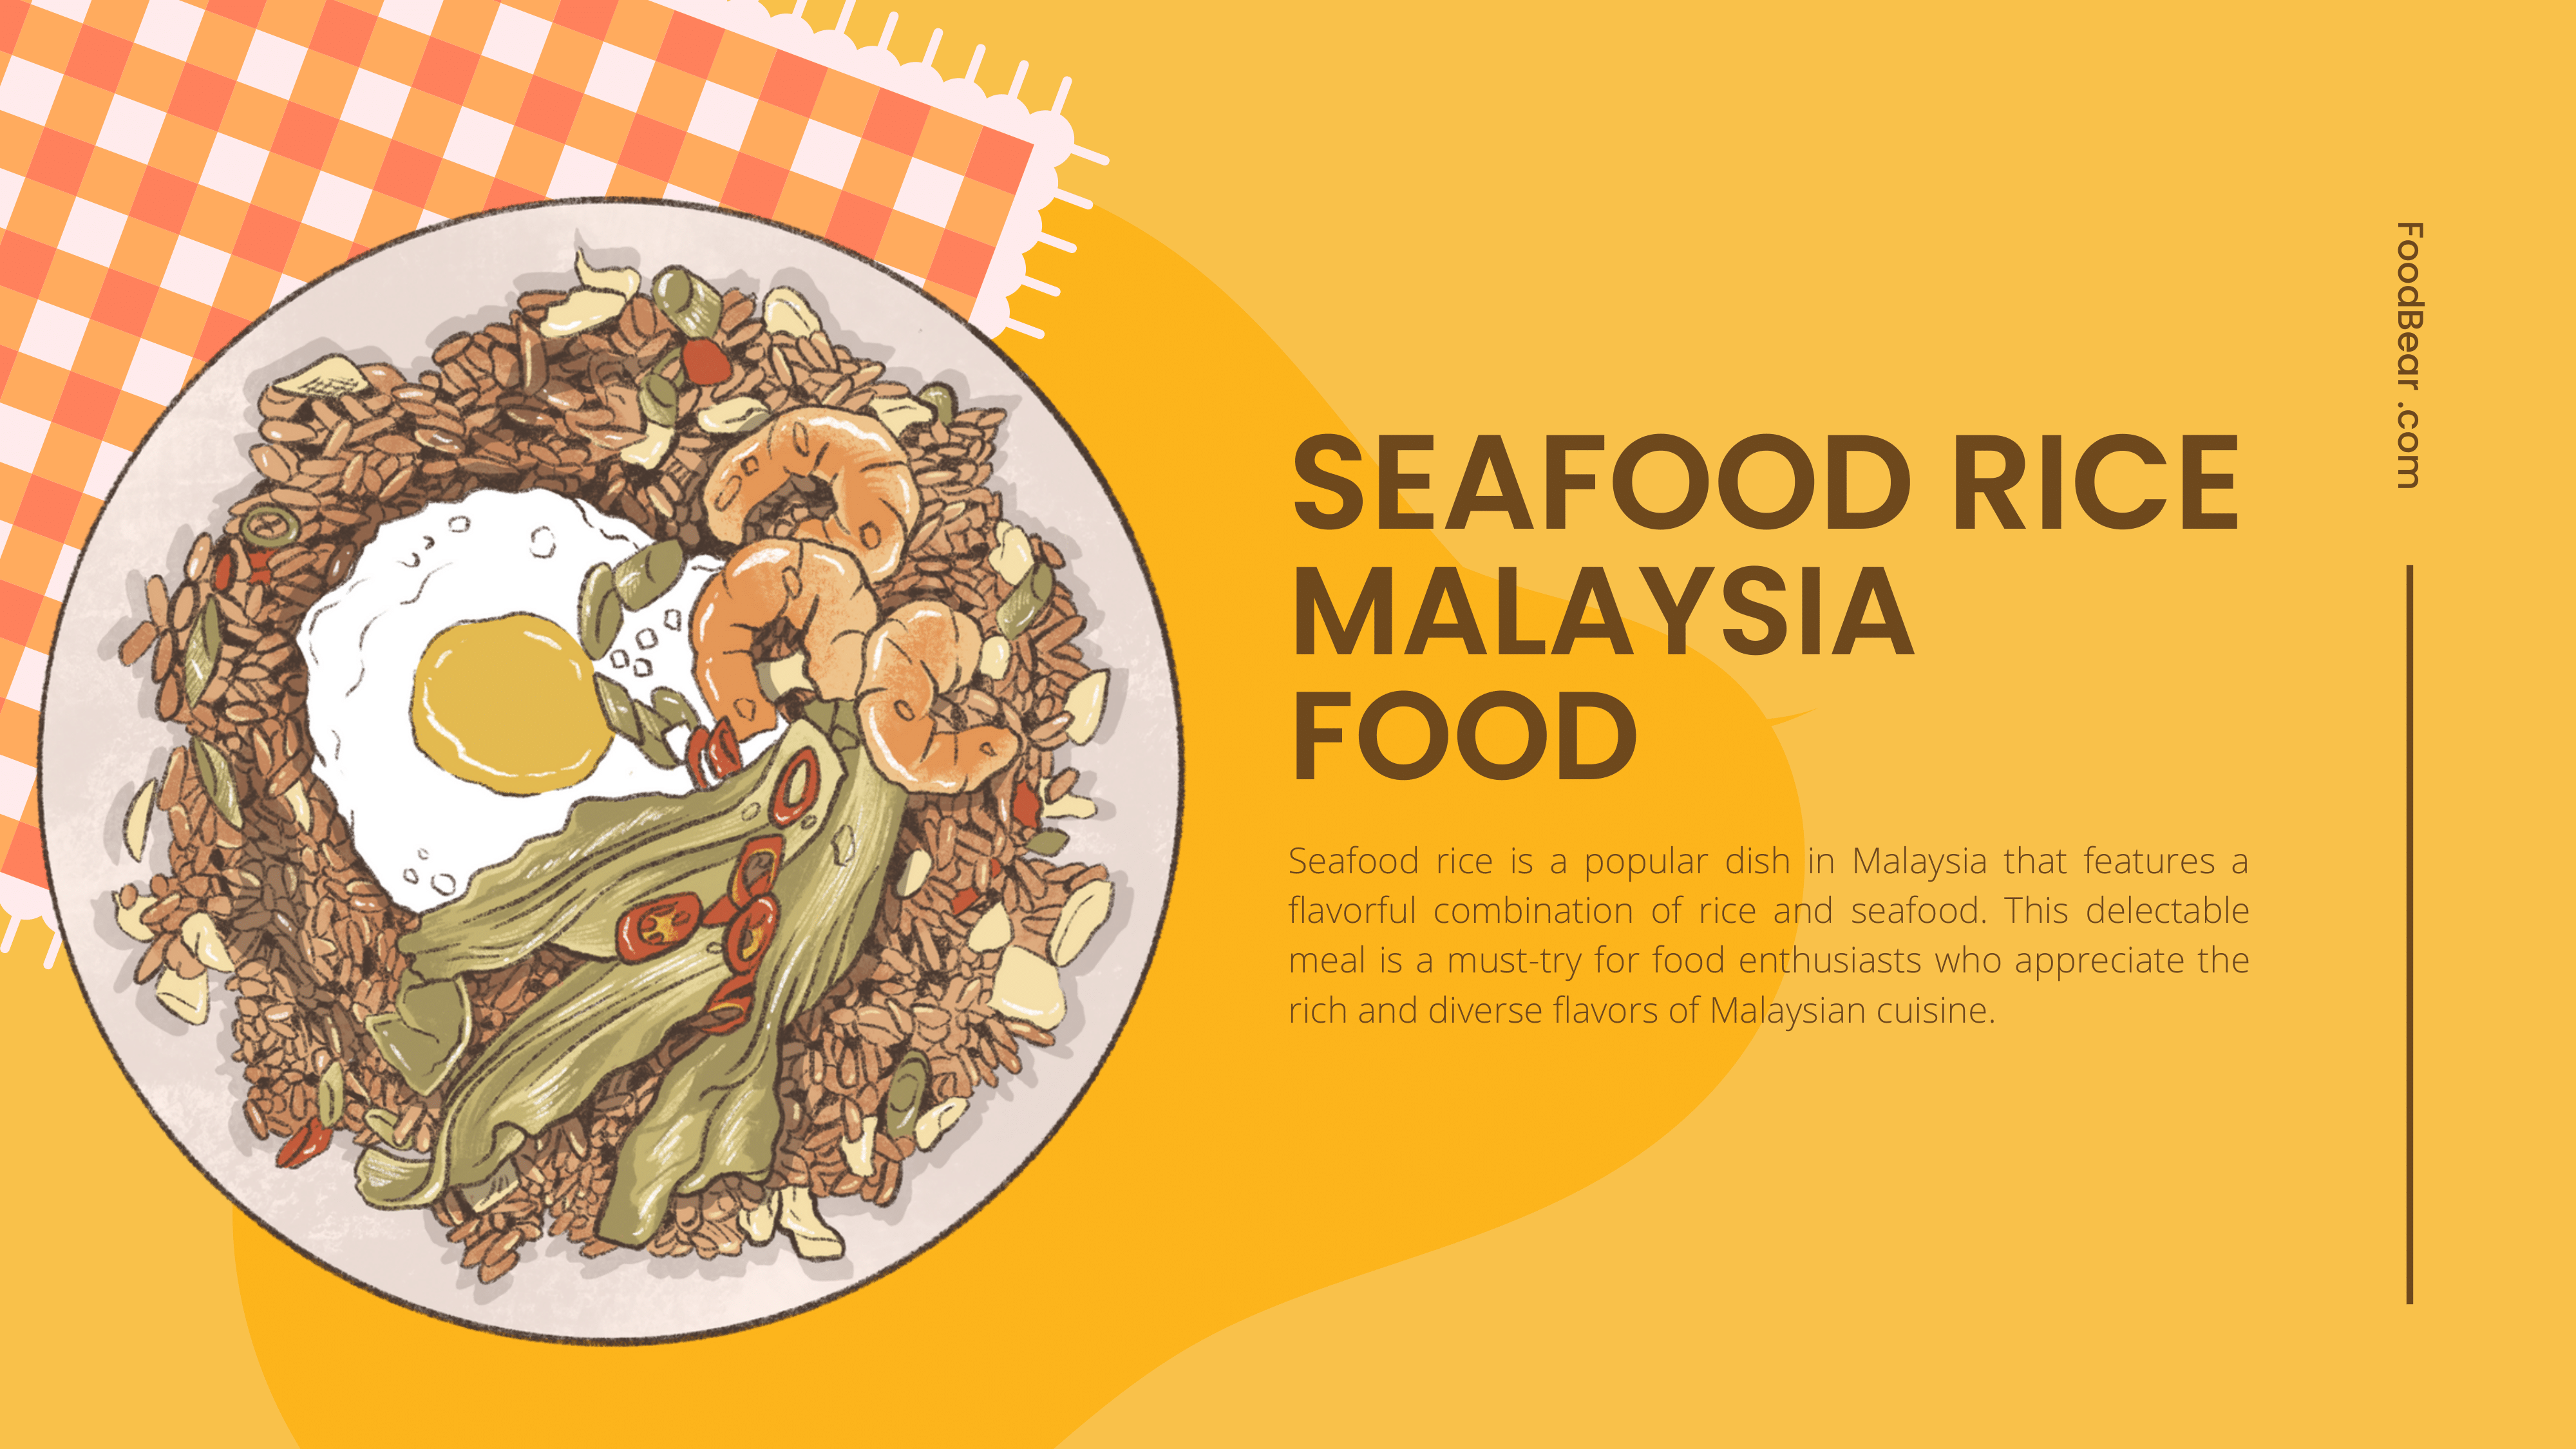 SEAFOOD RICE
MALAYSIA
FOOD
Seafood rice is a popular dish in Malaysia that features a
flavorful combination of rice and seafood. This delectable
meal is a must-try for food enthusiasts who appreciate the
rich and diverse flavors of Malaysian cuisine.
FoodBear .com